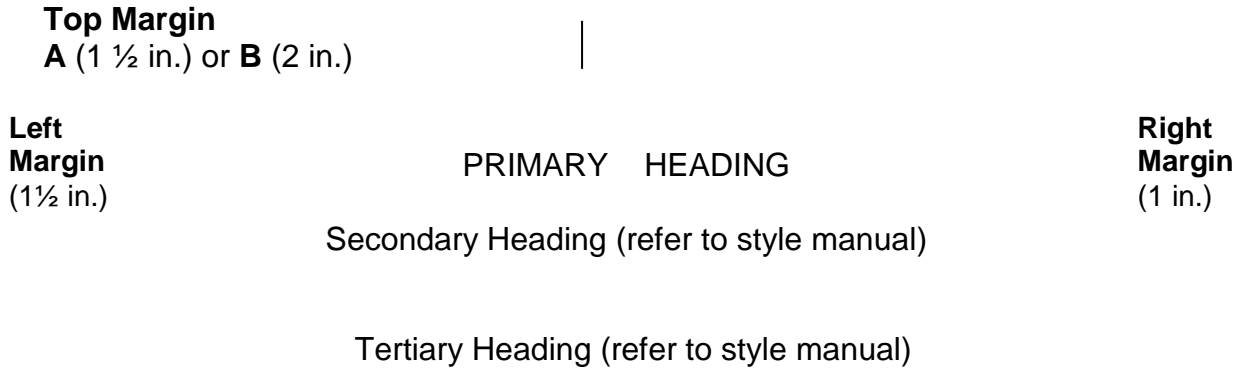 Top Margin
A (1 ½ in.) or B (2 in.)
Left
Margin
(1½ in.)
PRIMARY HEADING
Right
Margin
(1 in.)
Secondary Heading (refer to style manual)
Tertiary Heading (refer to style manual)